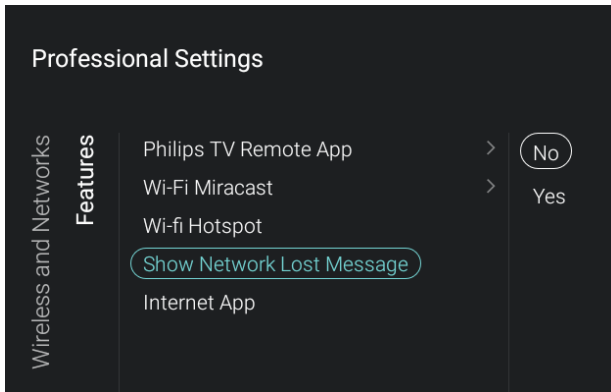 Professional Settings
Wireless and Networks
Features
Philips TV Remote App
Wi-Fi Miracast
Wi-fi Hotspot
Show Network Lost Message
Internet App
No
Yes